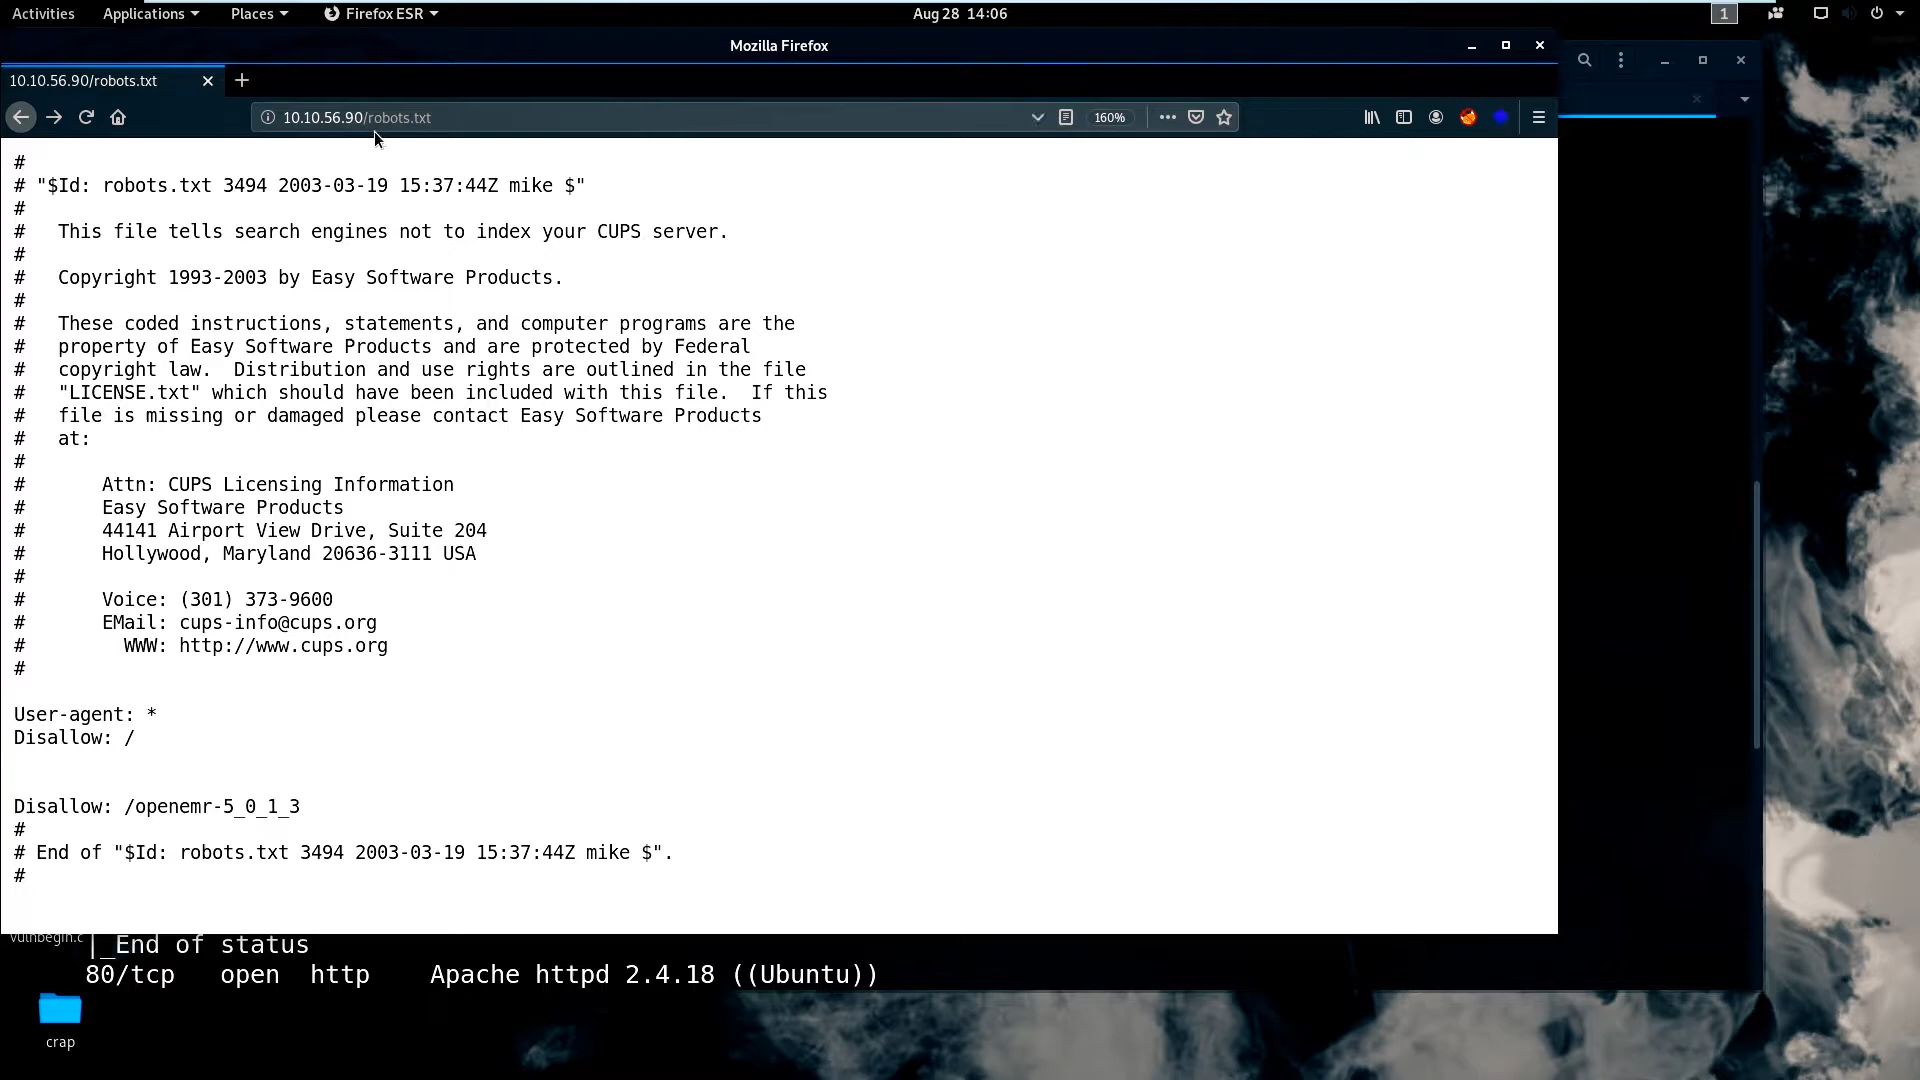 Activities Applications Places Firefox ESR Aug 28 14:06 1
Mozilla Firefox
10.10.56.90/robots.txt
10.10.56.90/robots.txt 160%
#
# "$Id: robots.txt 3494 2003-03-19 15:37:44Z mike $"
#
#   This file tells search engines not to index your CUPS server.
#
#   Copyright 1993-2003 by Easy Software Products.
#
#   These coded instructions, statements, and computer programs are the
#   property of Easy Software Products and are protected by Federal
#   copyright law.  Distribution and use rights are outlined in the file
#   "LICENSE.txt" which should have been included with this file.  If this
#   file is missing or damaged please contact Easy Software Products
#   at:
#
#       Attn: CUPS Licensing Information
#       Easy Software Products
#       44141 Airport View Drive, Suite 204
#       Hollywood, Maryland 20636-3111 USA
#
#       Voice: (301) 373-9600
#       EMail: cups-info@cups.org
#         WWW: http://www.cups.org
#
User-agent: *
Disallow: /
Disallow: /openemr-5_0_1_3
#
# End of "$Id: robots.txt 3494 2003-03-19 15:37:44Z mike $".
#
vulnbegin.c
|_End of status
80/tcp   open  http    Apache httpd 2.4.18 ((Ubuntu))
crap